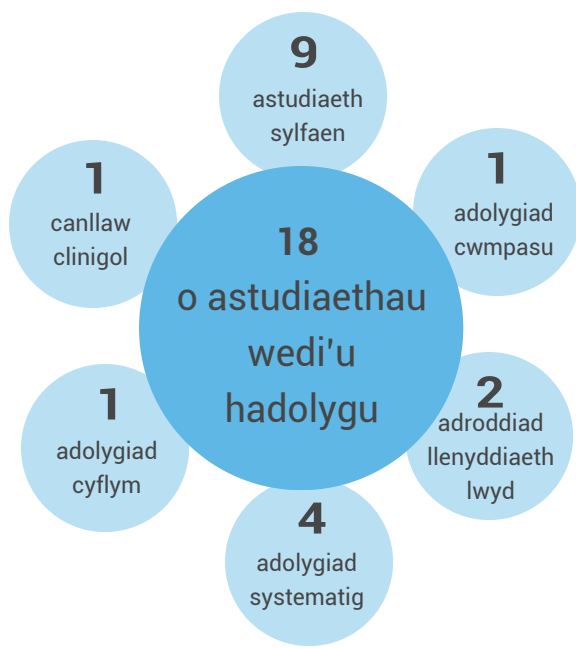 9
astudiaeth
sylfaen
1
canllaw
clinigol
1
adolygiad
cwmpasu
18
o astudiaethau
wedi'u
hadolygu
1
adolygiad
cyflym
2
adroddiad
llenyddiaeth
lwyd
4
adolygiad
systematig